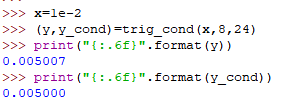 >>> x=1e-2
>>> (y,y_cond)=trig_cond(x,8,24)
>>> print("{:.6f}".format(y))
0.005007
>>> print("{:.6f}".format(y_cond))
0.005000